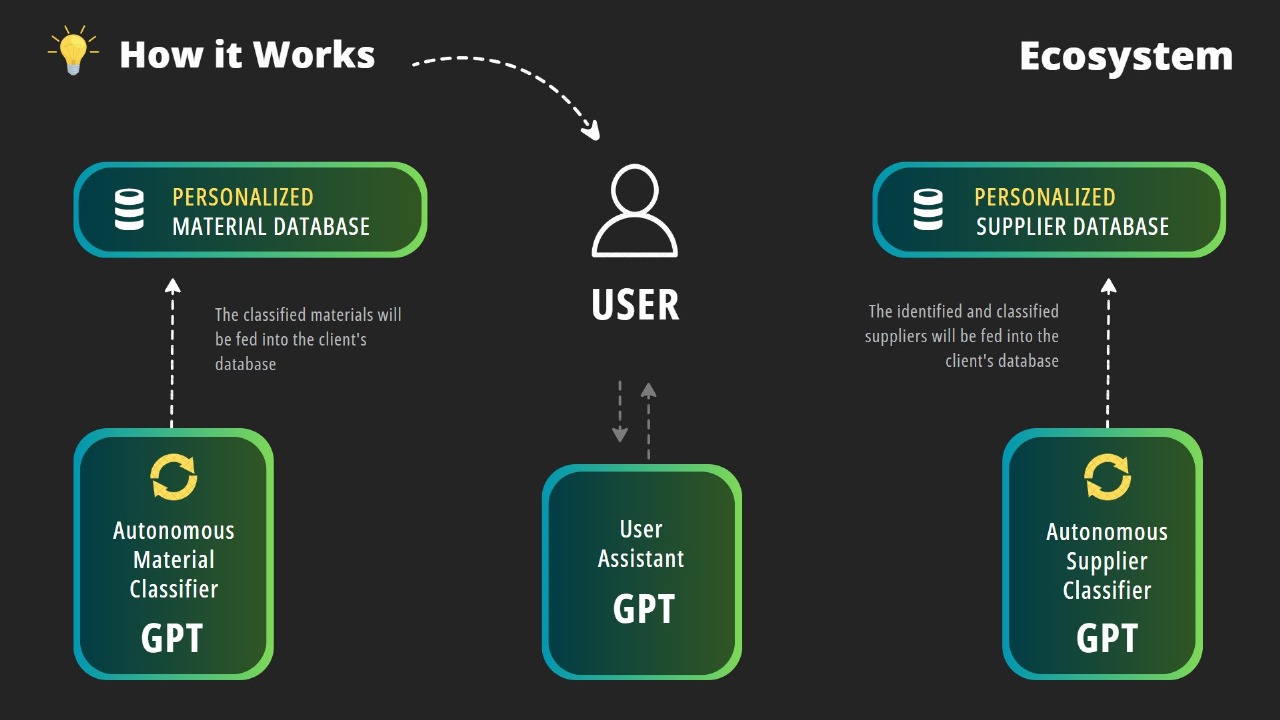 How it Works
Ecosystem
PERSONALIZED
MATERIAL DATABASE
USER
PERSONALIZED
SUPPLIER DATABASE
The classified materials will
be fed into the client's
database
The identified and classified
suppliers will be fed into the
client's database
Autonomous
Material
Classifier
GPT
User
Assistant
GPT
Autonomous
Supplier
Classifier
GPT